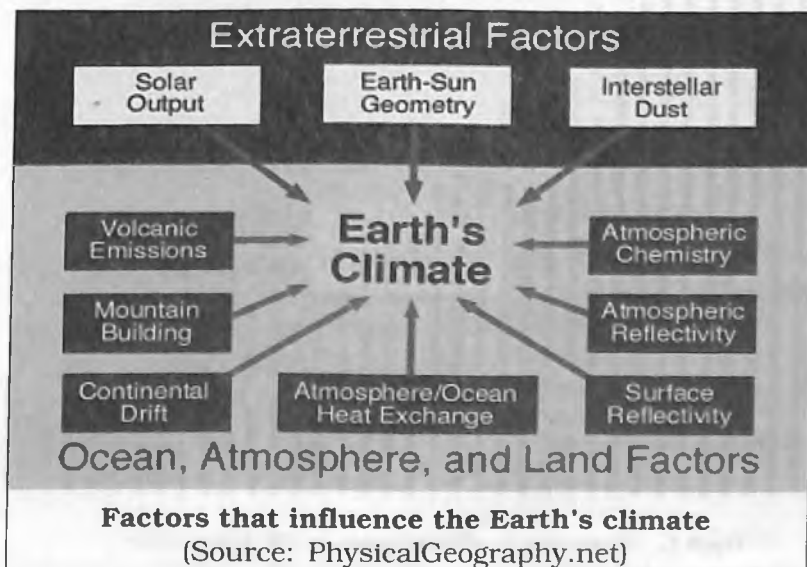 Extraterrestrial Factors
Solar
Output
Earth-Sun
Geometry
Interstellar
Dust
Earth's
Climate
Volcanic
Emissions
Mountain
Building
Continental
Drift
Atmosphere/Ocean
Heat Exchange
Atmospheric
Chemistry
Atmospheric
Reflectivity
Surface
Reflectivity
Ocean, Atmosphere, and Land Factors
Factors that influence the Earth's climate
(Source: PhysicalGeography.net)